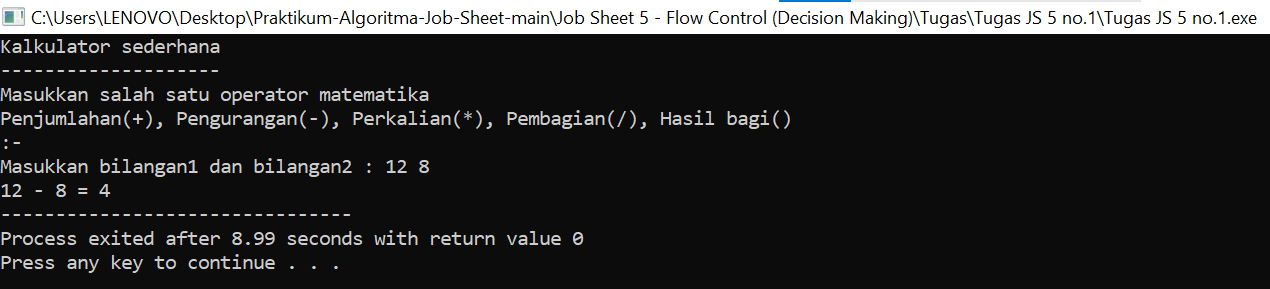 C:\Users\LENOVO\Desktop\Praktikum-Algoritma-Job-Sheet-main\Job Sheet 5 - Flow Control (Decision Making)\Tugas\Tugas JS 5 no.1\Tugas JS 5 no.1.exe
Kalkulator sederhana
--------------------
Masukkan salah satu operator matematika
Penjumlahan(+), Pengurangan(-), Perkalian(*), Pembagian(/), Hasil bagi()
:-
Masukkan bilangan1 dan bilangan2 : 12 8
12 - 8 = 4
--------------------------------
Process exited after 8.99 seconds with return value 0
Press any key to continue . . .